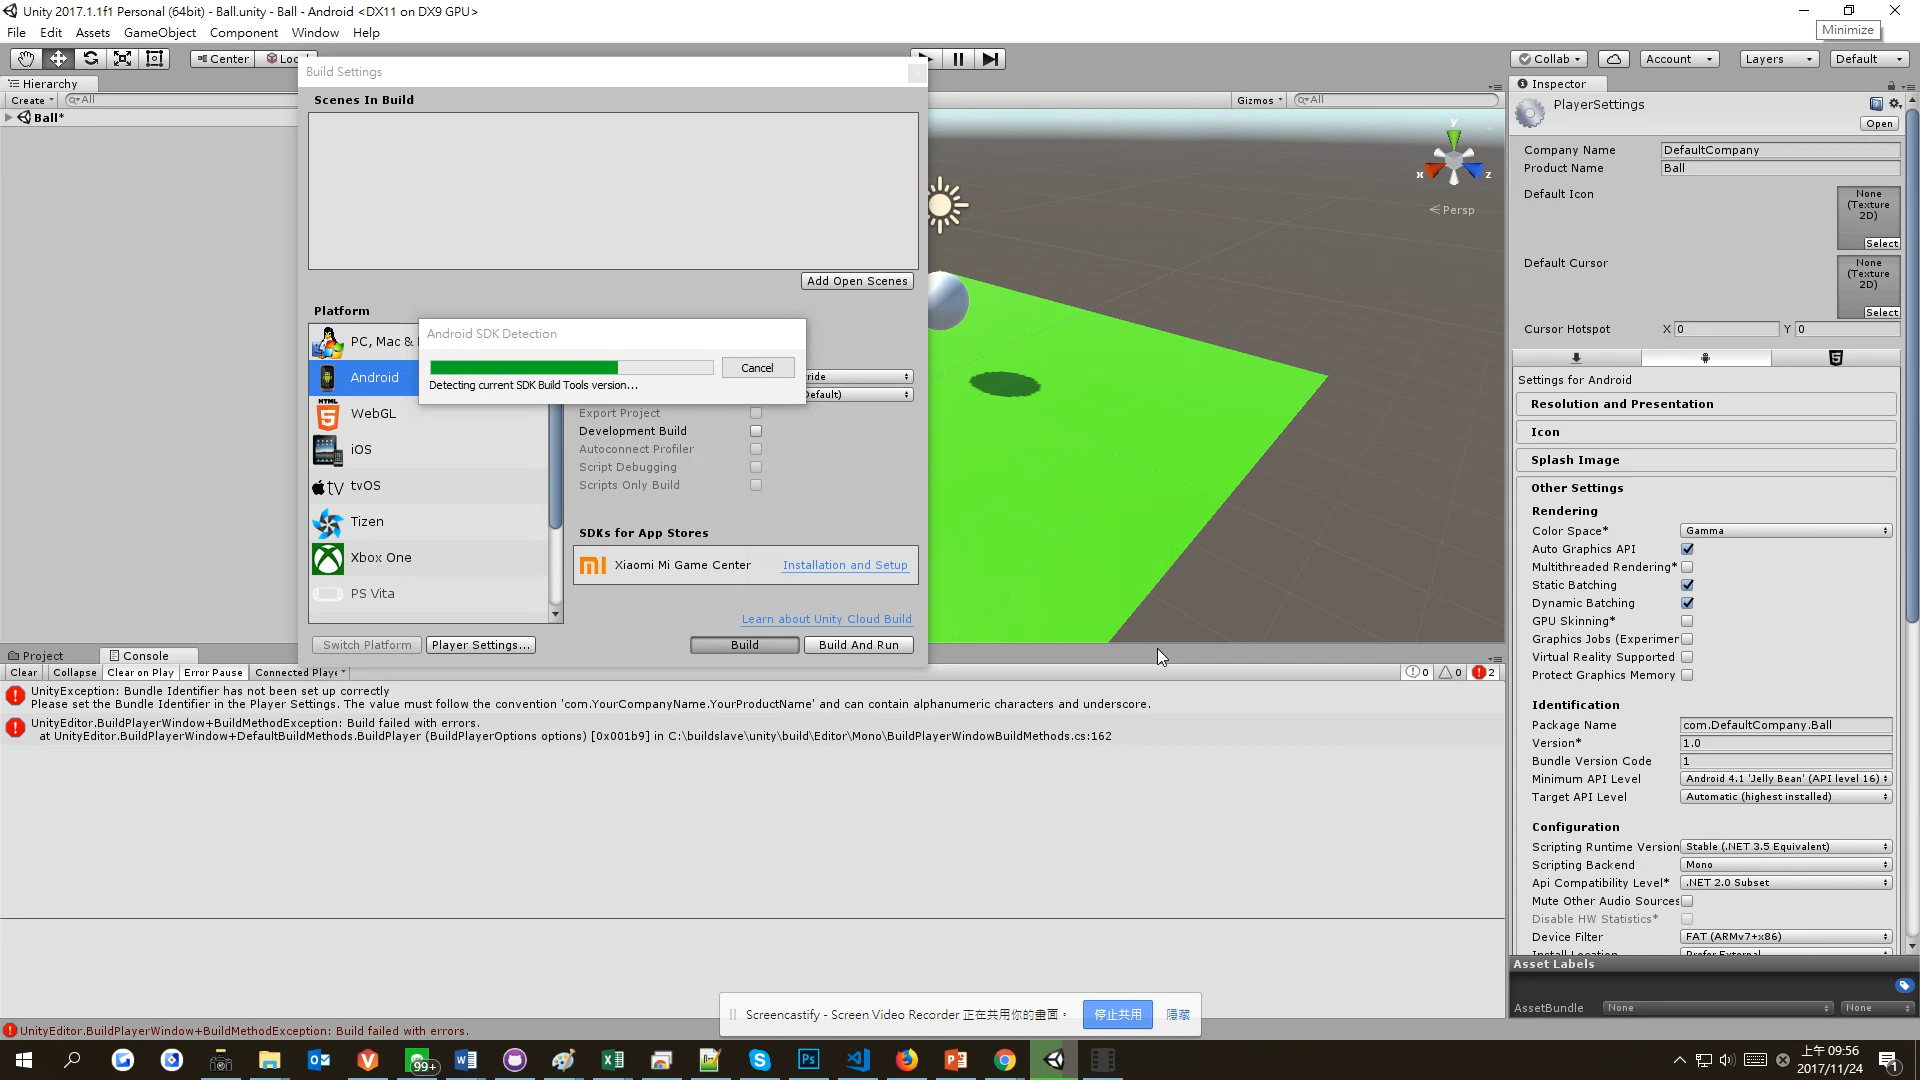 Unity 2017.1.1f1 Personal (64bit) - Ball.unity - Ball - Android <DX11 on DX9 GPU>
Minimize
File Edit Assets GameObject Component Window Help
Center
Collab Account Layers Default
Hierarchy
Create All
Ball*
Build Settings
Scenes In Build
Add Open Scenes
Platform
PC, Mac &
Android
HTML
WebGL
iOS
tv tvOS
Tizen
Xbox One
PS Vita
Android SDK Detection
Cancel
Detecting current SDK Build Tools version...
Export Project
Development Build
Autoconnect Profiler
Script Debugging
Scripts Only Build
SDKs for App Stores
Xiaomi Mi Game Center Installation and Setup
Learn about Unity Cloud Build
Switch Platform Player Settings... Build Build And Run
Gizmos All
y
x z
Persp
Inspector
PlayerSettings
Open
Company Name DefaultCompany
Product Name Ball
Default Icon
None
(Texture
2D)
Select
Default Cursor
None
(Texture
2D)
Select
Cursor Hotspot X 0 Y 0
Settings for Android
Resolution and Presentation
Icon
Splash Image
Other Settings
Rendering
Color Space* Gamma
Auto Graphics API
Multithreaded Rendering*
Static Batching
Dynamic Batching
GPU Skinning*
Graphics Jobs (Experimer
Virtual Reality Supported
Protect Graphics Memory
Identification
Package Name com.DefaultCompany.Ball
Version* 1.0
Bundle Version Code 1
Minimum API Level Android 4.1 'Jelly Bean' (API level 16)
Target API Level Automatic (highest installed)
Configuration
Scripting Runtime Version Stable (.NET 3.5 Equivalent)
Scripting Backend Mono
Api Compatibility Level* .NET 2.0 Subset
Mute Other Audio Sources
Disable HW Statistics*
Device Filter FAT (ARMv7+x86)
Asset Labels
AssetBundle None None
Project Console
Clear Collapse Clear on Play Error Pause Connected Playe 0 0 2
UnityException: Bundle Identifier has not been set up correctly
Please set the Bundle Identifier in the Player Settings. The value must follow the convention 'com.YourCompanyName.YourProductName' and can contain alphanumeric characters and underscore.
UnityEditor.BuildPlayerWindow+BuildMethodException: Build failed with errors.
at UnityEditor.BuildPlayerWindow+DefaultBuildMethods.BuildPlayer (BuildPlayerOptions options) [0x001b9] in C:\buildslave\unity\build\Editor\Mono\BuildPlayerWindowBuildMethods.cs:162
Screencastify - Screen Video Recorder 正在共用你的畫面。 停止共用 隱藏
UnityEditor.BuildPlayerWindow+BuildMethodException: Build failed with errors.
99+
上午 09:56
2017/11/24
1